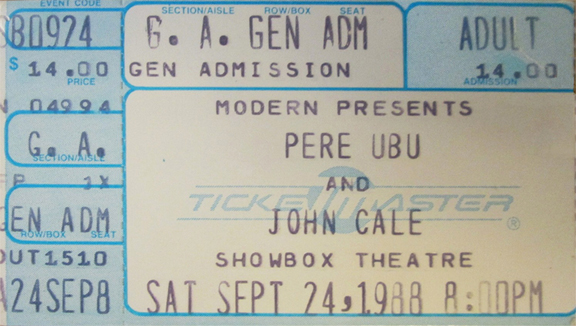 EVENT CODE
SB0924
$ 14.00
PRICE
04994
G. A.
SECTION/AISLE
1X
EN ADM
ROW/BOX SEAT
OUT1510
A24SEP8
SECTION/AISLE ROW/BOX SEAT
G. A. GEN ADM
GEN ADMISSION
ADULT
14.00
ADMISSION
MODERN PRESENTS
PERE UBU
AND
TICKETMASTER®
JOHN CALE
SHOWBOX THEATRE
SAT SEPT 24,1988 8:00PM